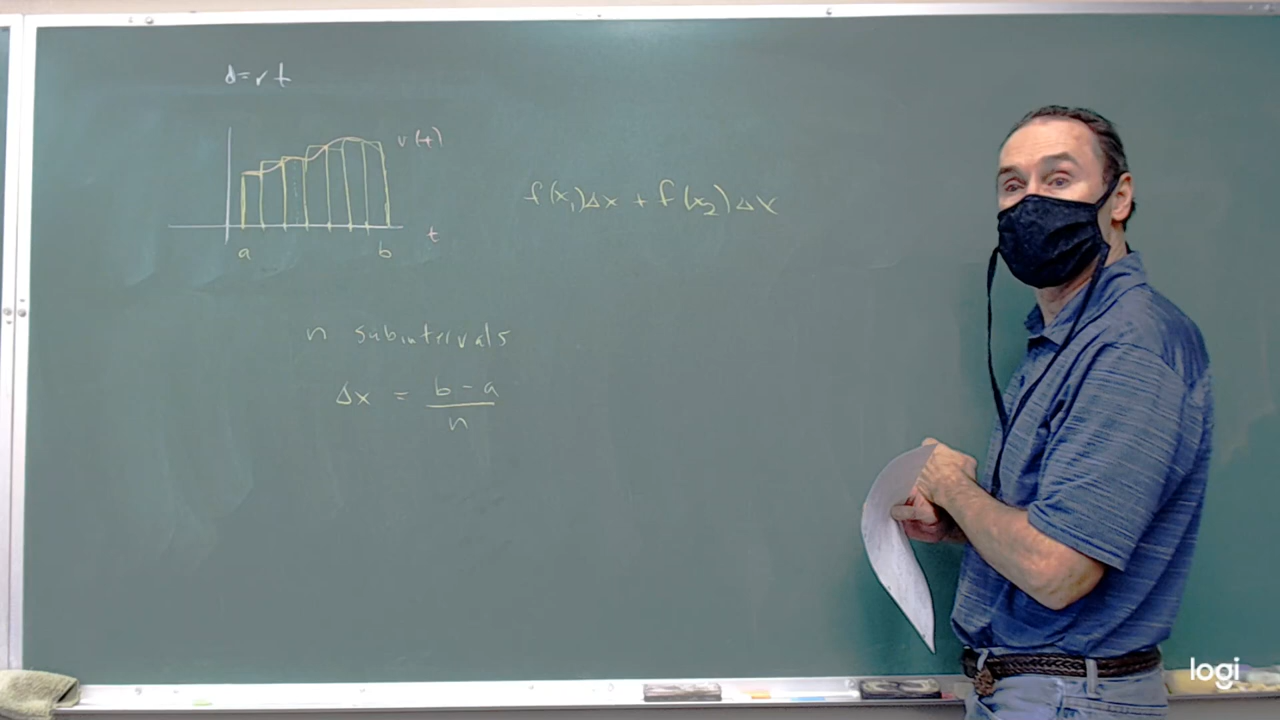 d = r t
v(t)
t
a
b
f(x₁)Δx + f(x₂)Δx
n subintervals
Δx = b - a
n
logi